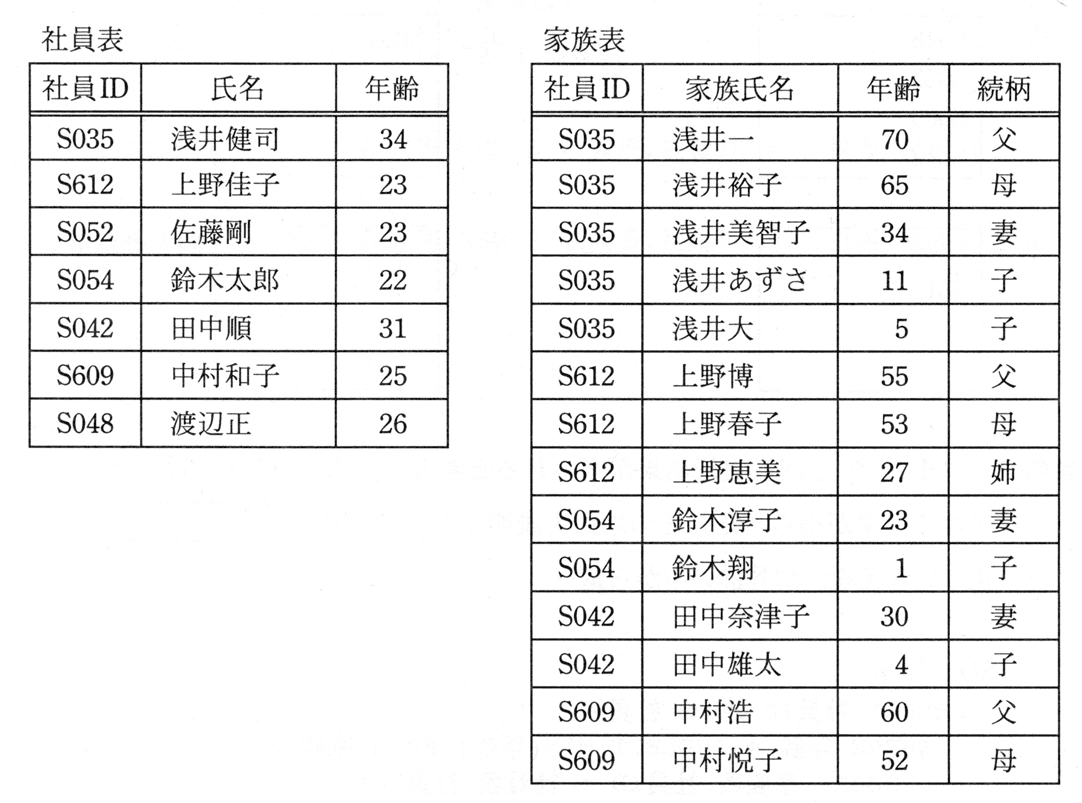 社員表
社員ID 氏名 年齢
S035 浅井健司 34
S612 上野佳子 23
S052 佐藤剛 23
S054 鈴木太郎 22
S042 田中順 31
S609 中村和子 25
S048 渡辺正 26
家族表
社員ID 家族氏名 年齢 続柄
S035 浅井一 70 父
S035 浅井裕子 65 母
S035 浅井美智子 34 妻
S035 浅井あずさ 11 子
S035 浅井大 5 子
S612 上野博 55 父
S612 上野春子 53 母
S612 上野恵美 27 姉
S054 鈴木淳子 23 妻
S054 鈴木翔 1 子
S042 田中奈津子 30 妻
S042 田中雄太 4 子
S609 中村浩 60 父
S609 中村悦子 52 母